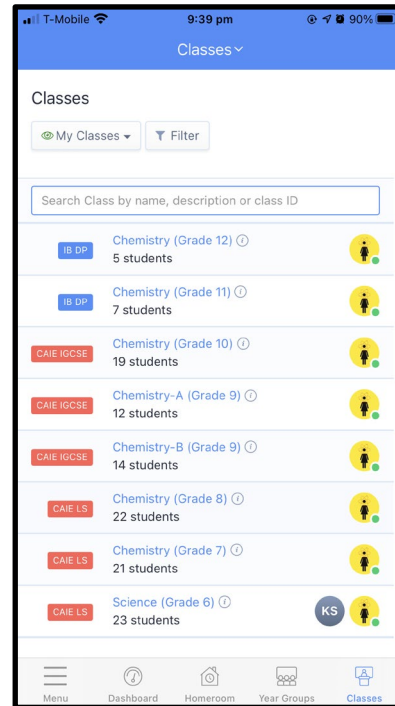 T-Mobile 9:39 pm 90%
Classes
Classes
My Classes Filter
Search Class by name, description or class ID
IB DP Chemistry (Grade 12)
5 students
IB DP Chemistry (Grade 11)
7 students
CAIE IGCSE Chemistry (Grade 10)
19 students
CAIE IGCSE Chemistry-A (Grade 9)
12 students
CAIE IGCSE Chemistry-B (Grade 9)
14 students
CAIE LS Chemistry (Grade 8)
22 students
CAIE LS Chemistry (Grade 7)
21 students
CAIE LS Science (Grade 6) KS
23 students
Menu Dashboard Homeroom Year Groups Classes